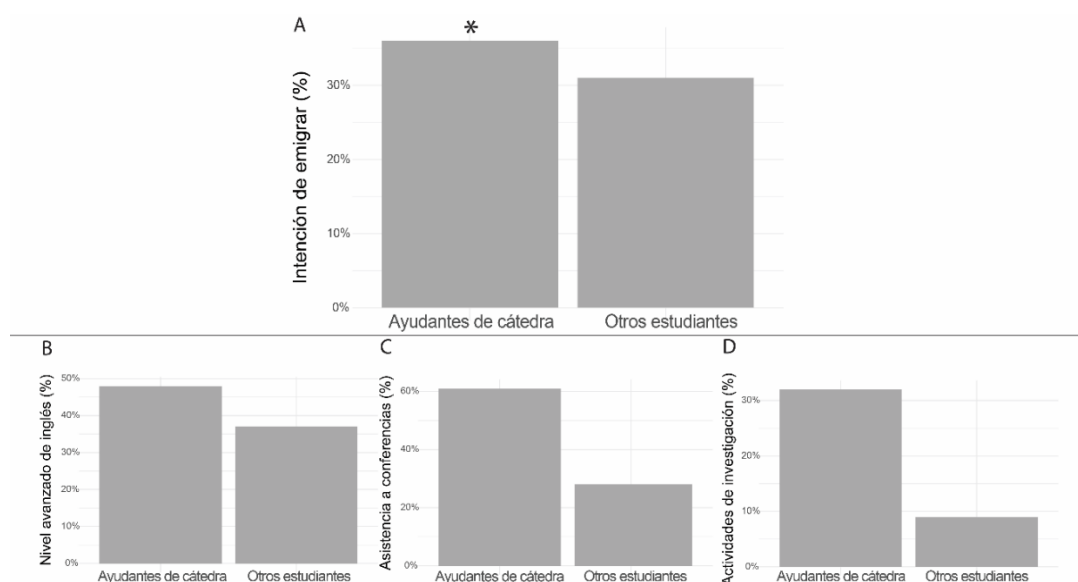 A
*
Intención de emigrar (%)
30%
20%
10%
0%
Ayudantes de cátedra
Otros estudiantes
B
Nivel avanzado de inglés (%)
50%
40%
30%
20%
10%
0%
Ayudantes de cátedra
Otros estudiantes
C
Asistencia a conferencias (%)
60%
40%
20%
0%
Ayudantes de cátedra
Otros estudiantes
D
Actividades de investigación (%)
30%
20%
10%
0%
Ayudantes de cátedra
Otros estudiantes